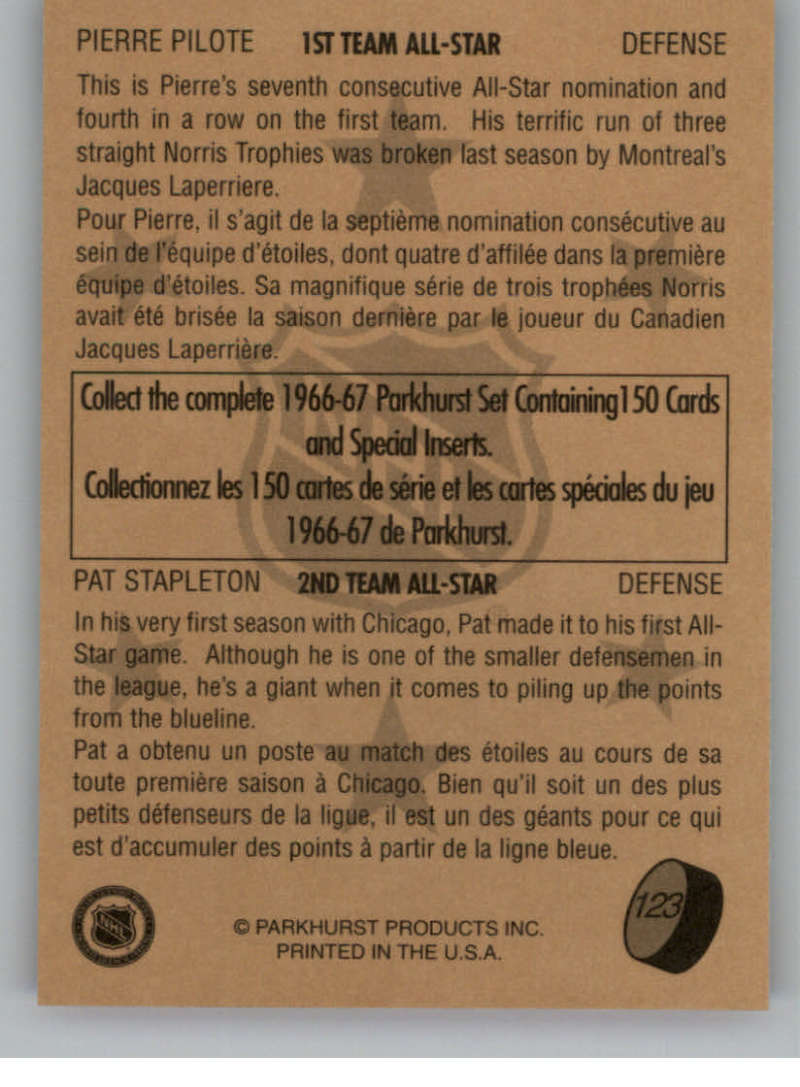 PIERRE PILOTE 1ST TEAM ALL-STAR DEFENSE
This is Pierre's seventh consecutive All-Star nomination and
fourth in a row on the first team. His terrific run of three
straight Norris Trophies was broken last season by Montreal's
Jacques Laperriere.
Pour Pierre, il s'agit de la septième nomination consécutive au
sein de l'équipe d'étoiles, dont quatre d'affilée dans la première
équipe d'étoiles. Sa magnifique série de trois trophées Norris
avait été brisée la saison dernière par le joueur du Canadien
Jacques Laperrière.
Collect the complete 1966-67 Parkhurst Set Containing150 Cards
and Special Inserts.
Collectionnez les 150 cartes de série et les cartes spéciales du jeu
1966-67 de Parkhurst.
PAT STAPLETON 2ND TEAM ALL-STAR DEFENSE
In his very first season with Chicago, Pat made it to his first All-
Star game. Although he is one of the smaller defensemen in
the league, he's a giant when it comes to piling up the points
from the blueline.
Pat a obtenu un poste au match des étoiles au cours de sa
toute première saison à Chicago. Bien qu'il soit un des plus
petits défenseurs de la ligue, il est un des géants pour ce qui
est d'accumuler des points à partir de la ligne bleue.
NHL
© PARKHURST PRODUCTS INC.
PRINTED IN THE U.S.A.
123